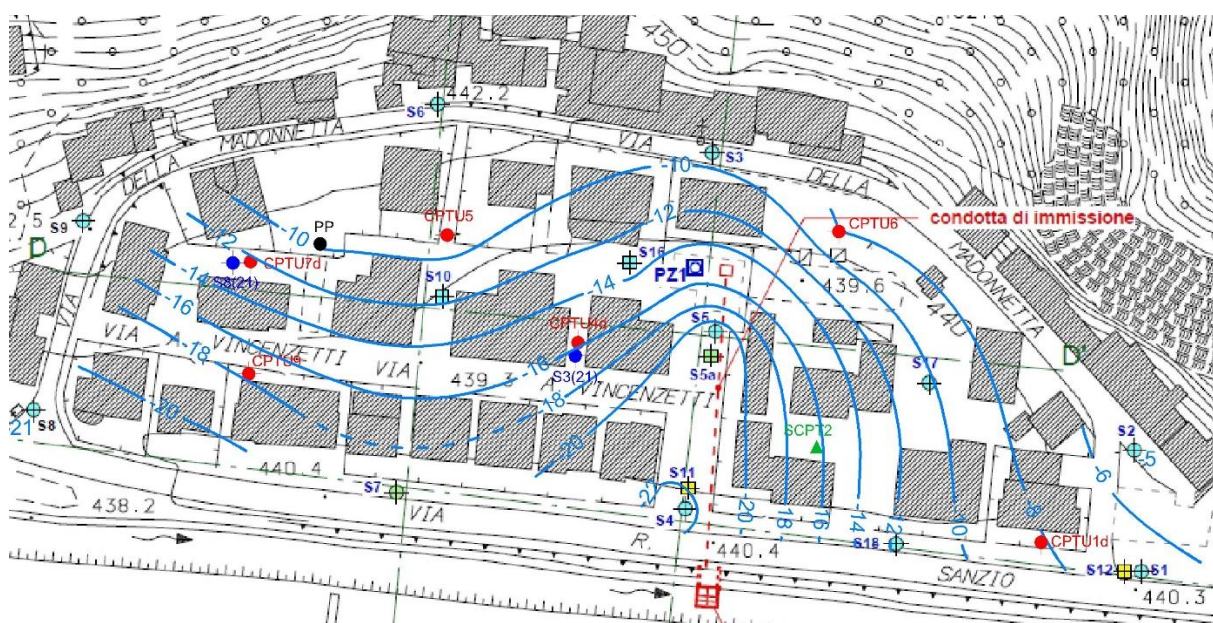 450
442.2
S6
VIA
MADONNETTA
DELLA
VIA
S3
DELLA
MADONNETTA
-10
-12
-14
-16
-18
-20
-10
-12
-14
-16
-18
-20
-22
S9
D
PP
CPTU5
CPTU7d
S8(21)
S10
S16
PZ1
CPTU6
condotta di immissione
439.6
440
D'
VIA A. VINCENZETTI
CPTU9
VIA
439.3
A. VINCENZETTI
CPTU4d
S3(21)
S5
S5a
S17
SCPT2
S2
-5
-6
-8
-10
-12
-14
-16
-18
-20
S8
21
440.4
S7
438.2
VIA
R.
SANZIO
S11
S4
440.4
S18
CPTU1d
S12
S1
440.3